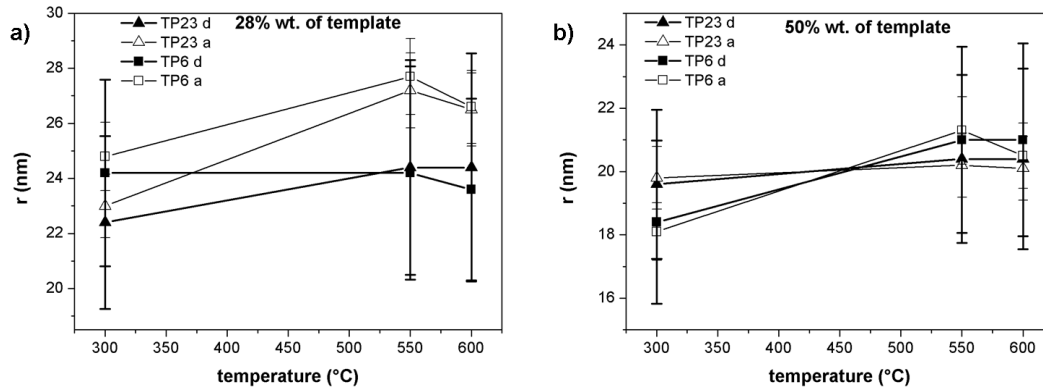 a)
28% wt. of template
TP23 d
TP23 a
TP6 d
TP6 a
r (nm)
30
28
26
24
22
20
300 350 400 450 500 550 600
temperature (°C)
b)
50% wt. of template
TP23 d
TP23 a
TP6 d
TP6 a
r (nm)
24
22
20
18
16
300 350 400 450 500 550 600
temperature (°C)